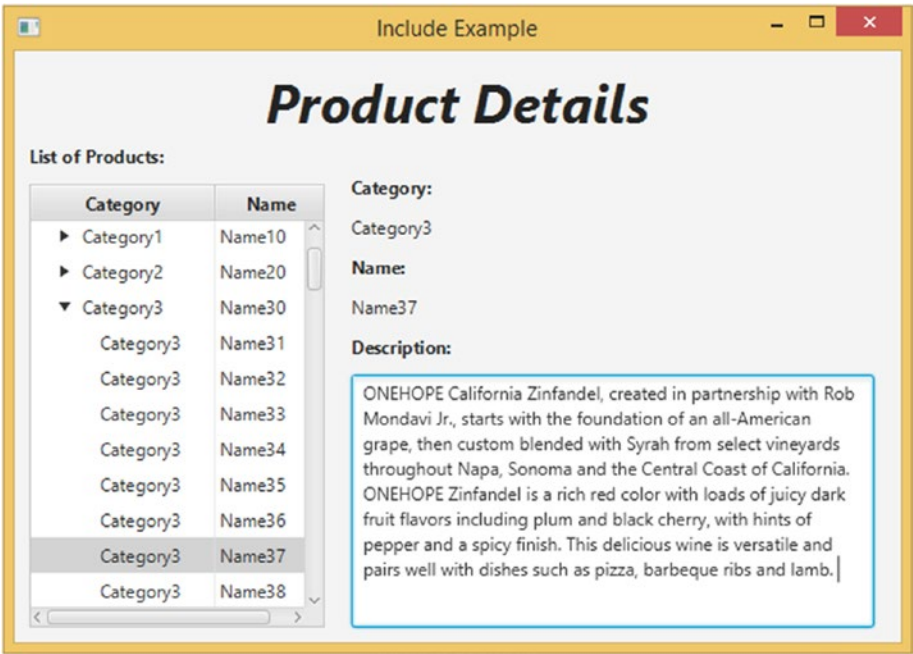 Include Example
Product Details
List of Products:
Category Name
Category1 Name10
Category2 Name20
Category3 Name30
Category3 Name31
Category3 Name32
Category3 Name33
Category3 Name34
Category3 Name35
Category3 Name36
Category3 Name37
Category3 Name38
Category:
Category3
Name:
Name37
Description:
ONEHOPE California Zinfandel, created in partnership with Rob
Mondavi Jr., starts with the foundation of an all-American
grape, then custom blended with Syrah from select vineyards
throughout Napa, Sonoma and the Central Coast of California.
ONEHOPE Zinfandel is a rich red color with loads of juicy dark
fruit flavors including plum and black cherry, with hints of
pepper and a spicy finish. This delicious wine is versatile and
pairs well with dishes such as pizza, barbeque ribs and lamb.